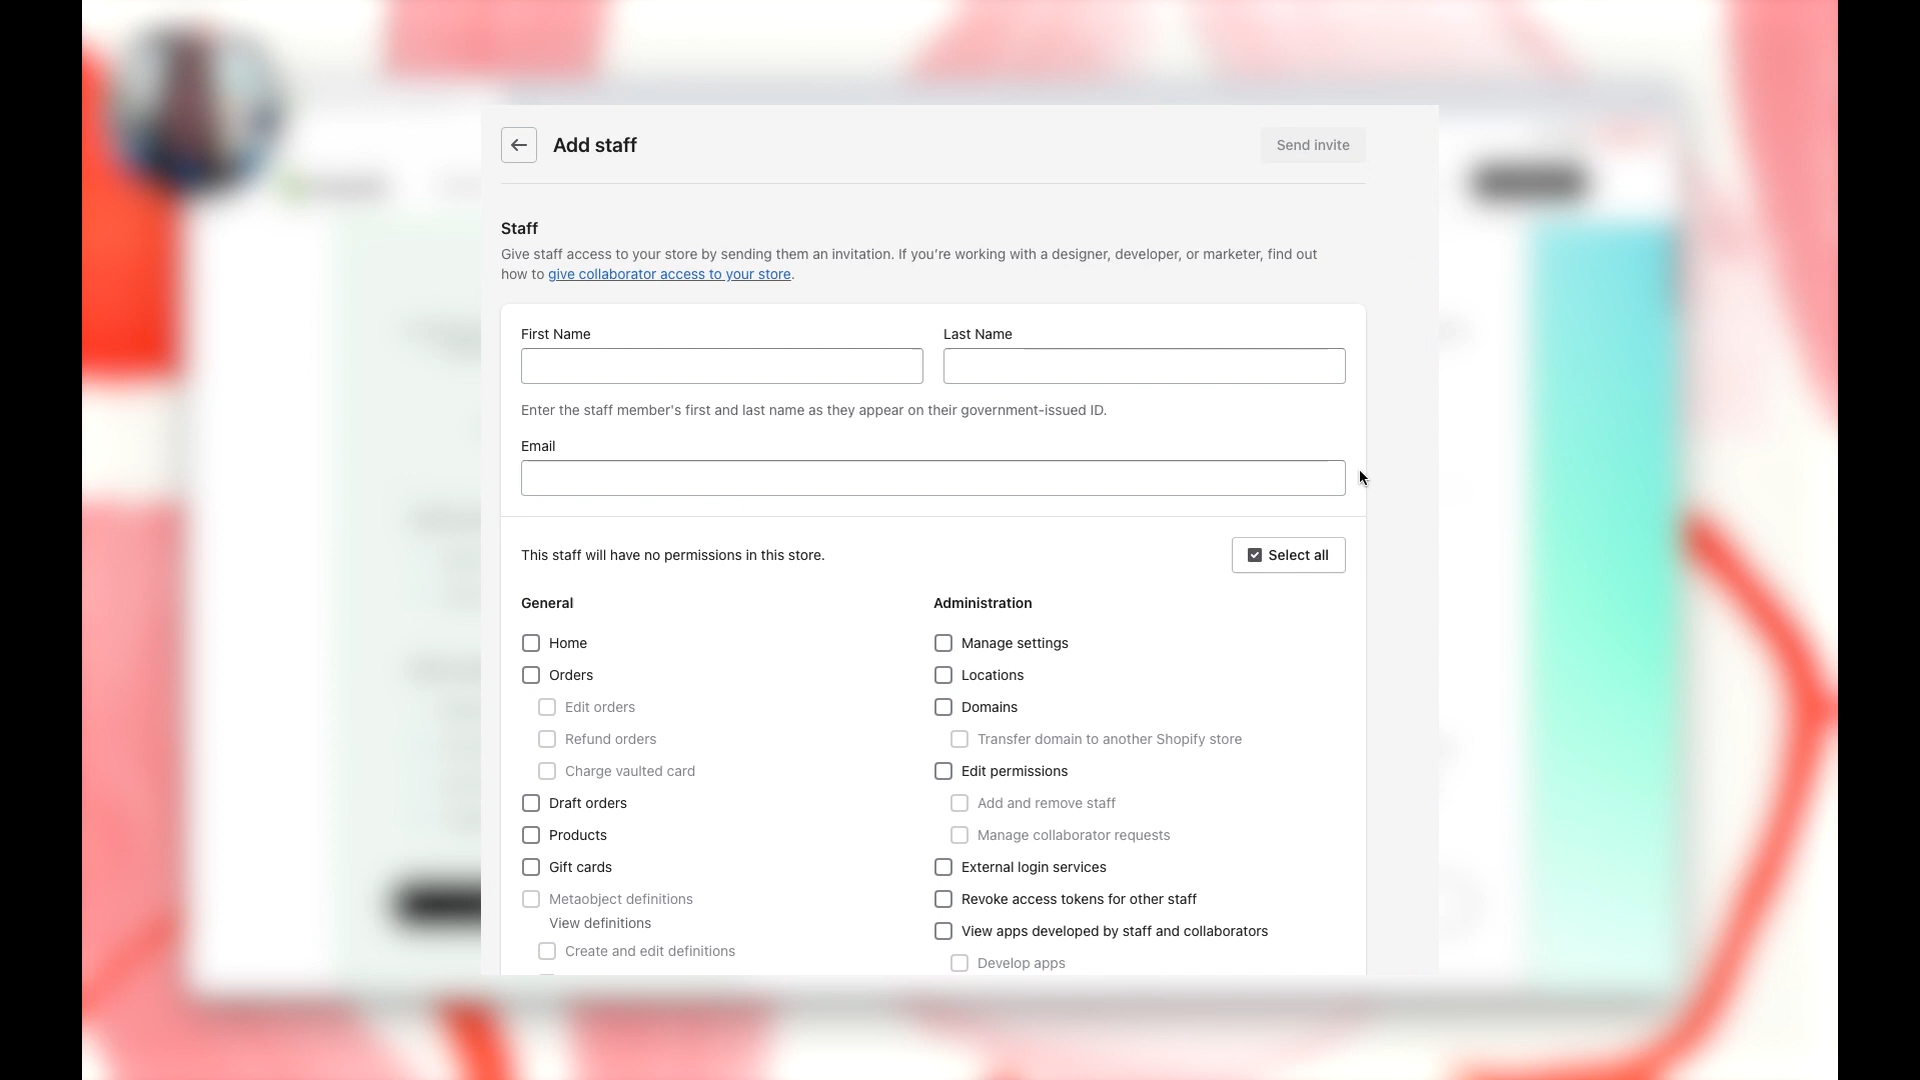 Add staff
Send invite
Staff
Give staff access to your store by sending them an invitation. If you're working with a designer, developer, or marketer, find out
how to give collaborator access to your store.
First Name
Last Name
Enter the staff member's first and last name as they appear on their government-issued ID.
Email
This staff will have no permissions in this store.
Select all
General
Home
Orders
Edit orders
Refund orders
Charge vaulted card
Draft orders
Products
Gift cards
Metaobject definitions
View definitions
Create and edit definitions
Administration
Manage settings
Locations
Domains
Transfer domain to another Shopify store
Edit permissions
Add and remove staff
Manage collaborator requests
External login services
Revoke access tokens for other staff
View apps developed by staff and collaborators
Develop apps